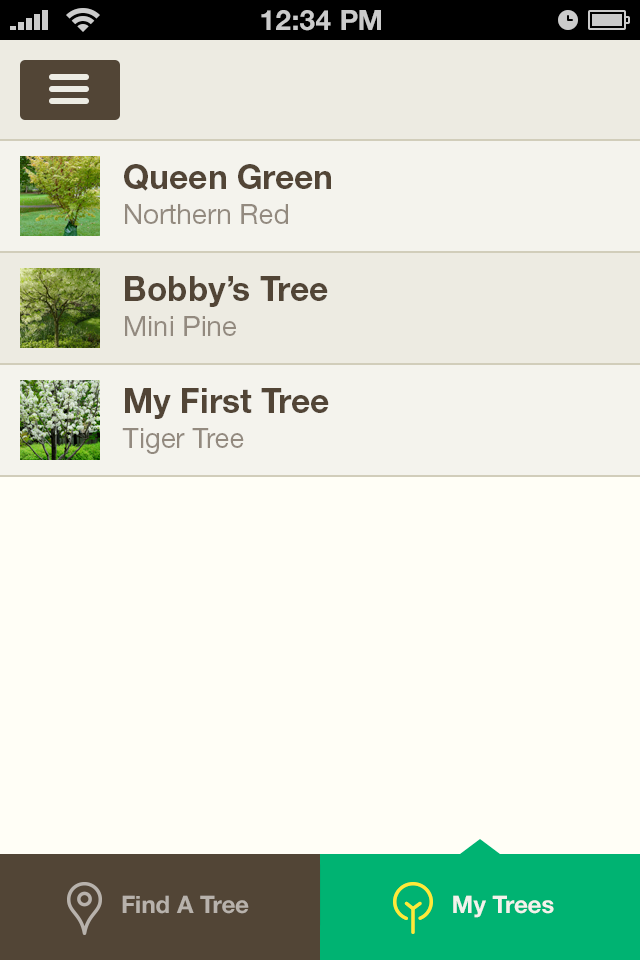 12:34 PM
Queen Green
Northern Red
Bobby’s Tree
Mini Pine
My First Tree
Tiger Tree
Find A Tree
My Trees